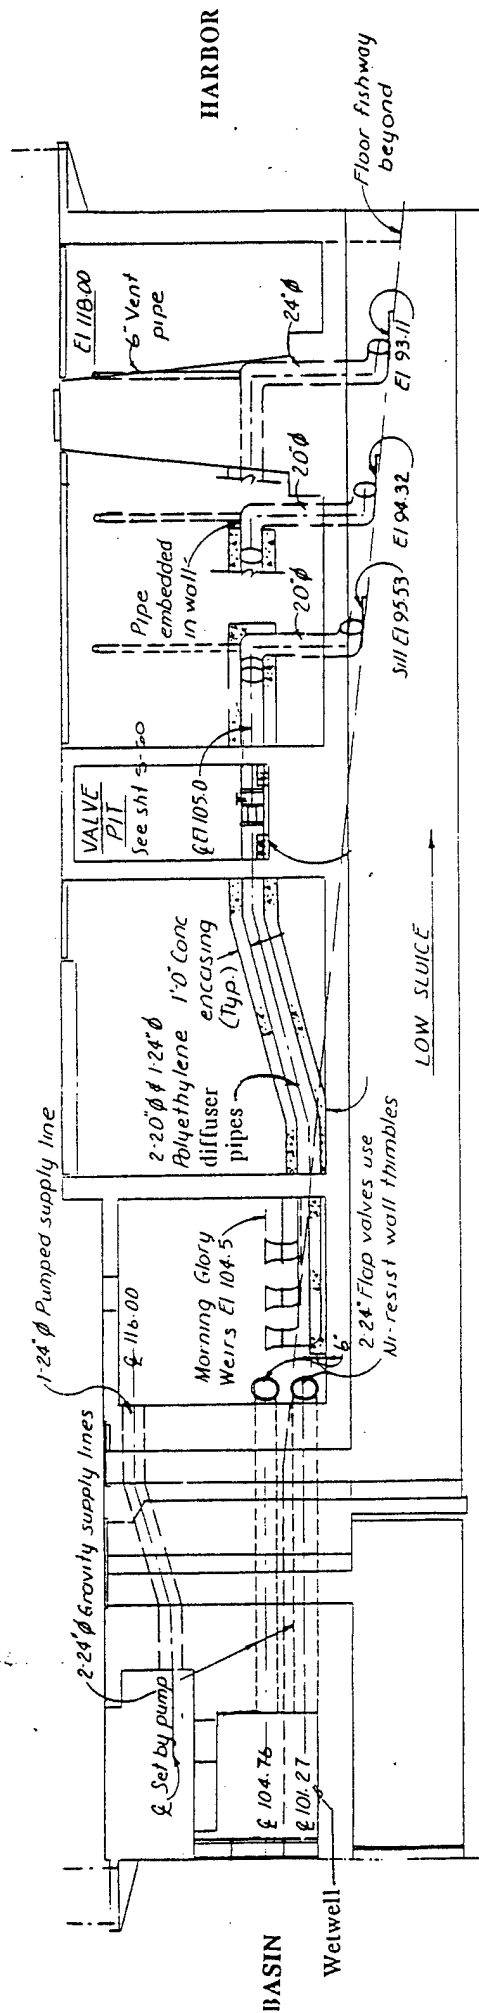 BASIN
Wetwell
℄ 104.76
℄ 101.27
℄ Set by pump
2-24"φ Gravity supply lines
1-24"φ Pumped supply line
℄ 116.00
Morning Glory
Weirs El 104.5
6"
2-24" Flap valves use
Ni-resist wall thimbles
2-20"φ & 1-24"φ
Polyethylene
diffuser
pipes
1'-0" Conc
encasing
(Typ.)
LOW SLUICE
VALVE
PIT
See sht S-60
℄ El 105.0
Pipe
embedded
in wall
20"φ
20"φ
24"φ
Sill El 95.53
El 94.32
El 93.11
El 118.00
6" Vent
pipe
Floor fishway
beyond
HARBOR